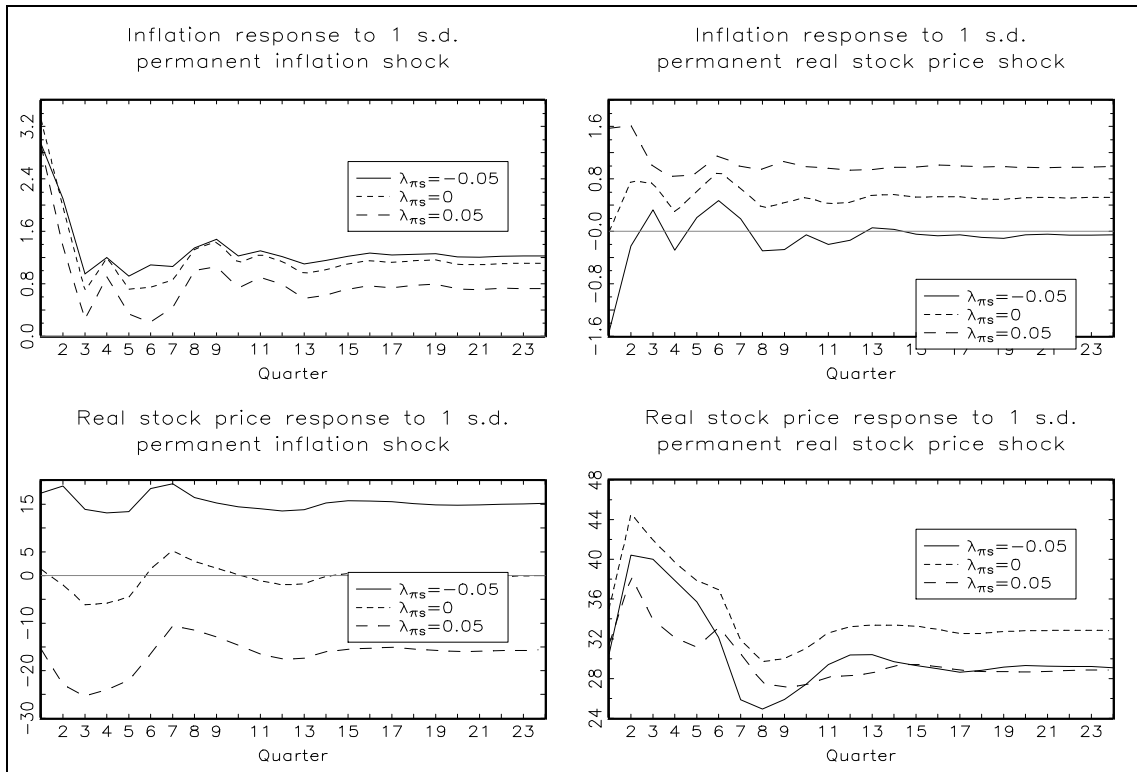 Inflation response to 1 s.d.
permanent inflation shock
3.2
2.4
1.6
0.8
0.0
λπs=−0.05
λπs=0
λπs=0.05
2 3 4 5 6 7 8 9 11 13 15 17 19 21 23
Quarter
Inflation response to 1 s.d.
permanent real stock price shock
1.6
0.8
−0.0
−0.8
−1.6
λπs=−0.05
λπs=0
λπs=0.05
2 3 4 5 6 7 8 9 11 13 23
Quarter
Real stock price response to 1 s.d.
permanent inflation shock
15
5
0
−10
−20
−30
λπs=−0.05
λπs=0
λπs=0.05
2 3 4 5 6 7 8 9 11 13 15 17 19 21 23
Quarter
Real stock price response to 1 s.d.
permanent real stock price shock
48
44
40
36
32
28
24
λπs=−0.05
λπs=0
λπs=0.05
2 3 4 5 6 7 8 9 11 13 15 17 19 21 23
Quarter